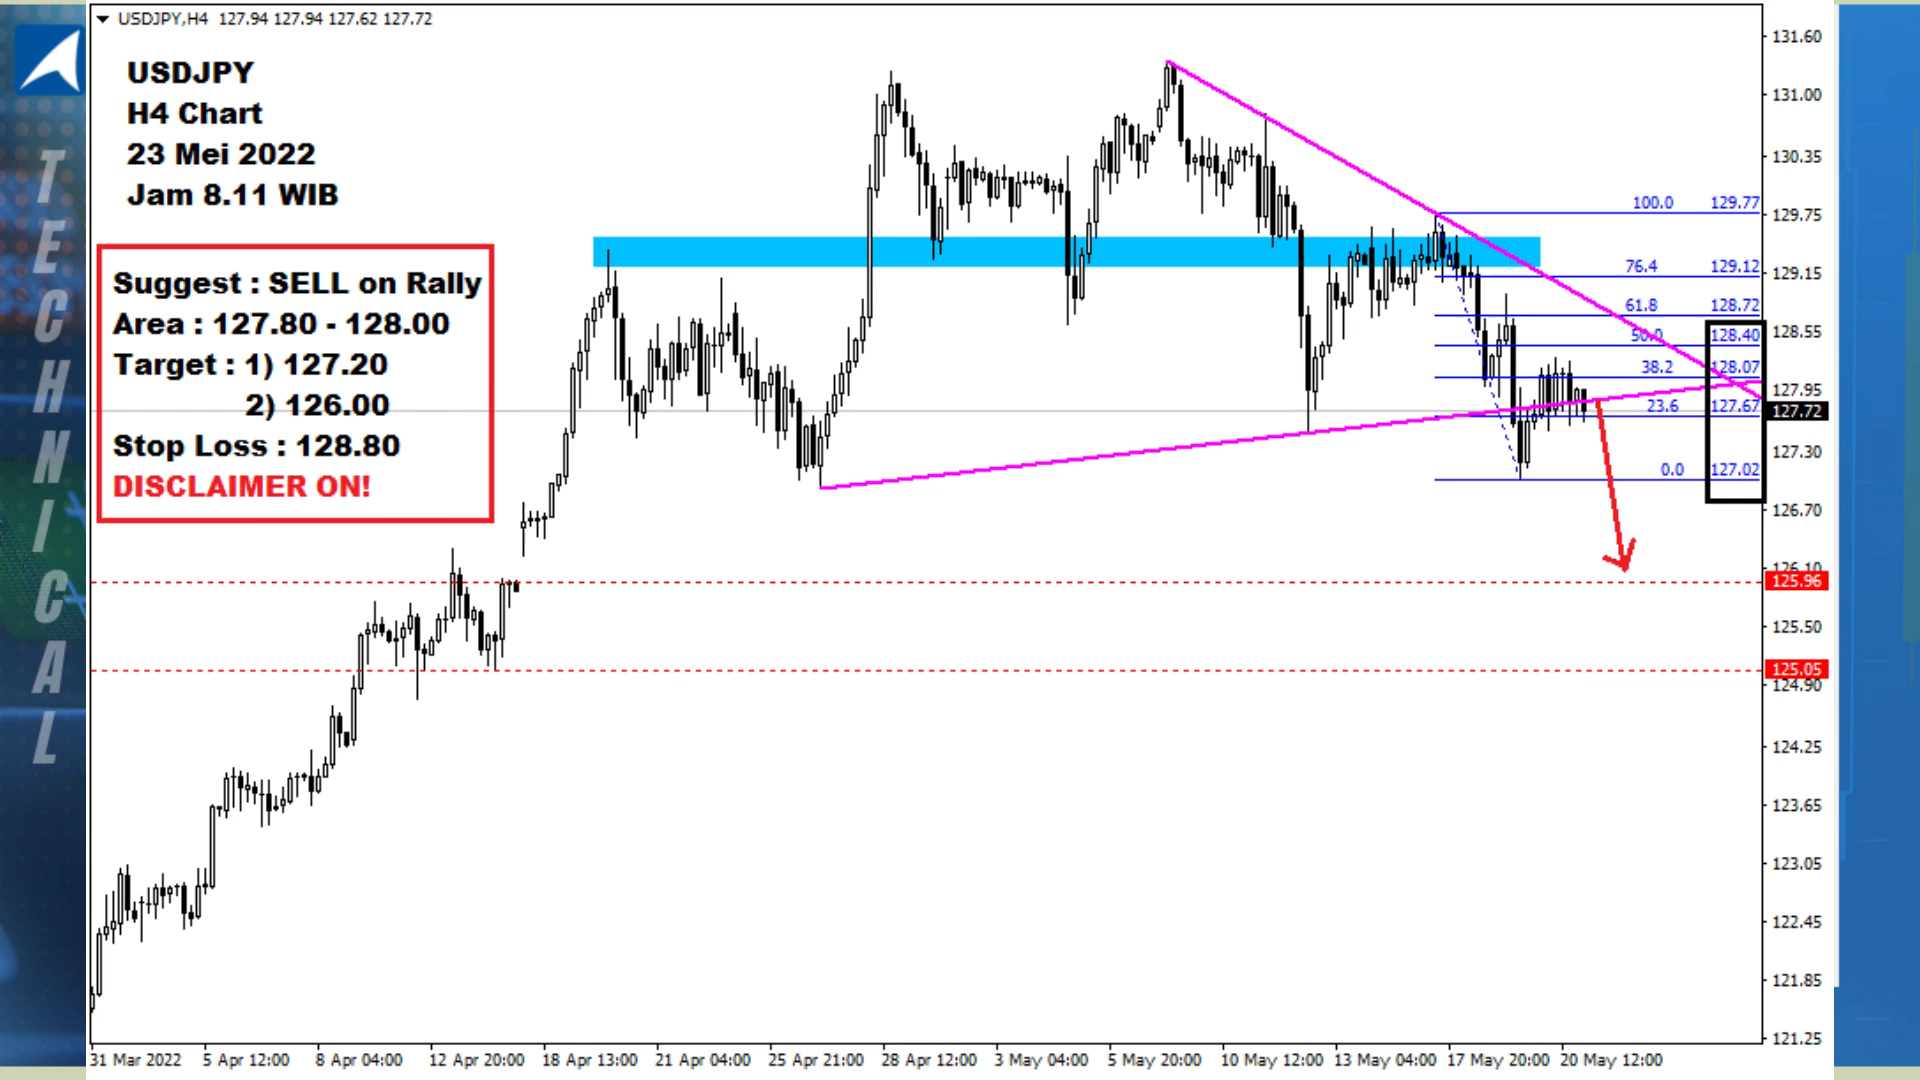 USDJPY,H4 127.94 127.94 127.62 127.72
USDJPY
H4 Chart
23 Mei 2022
Jam 8.11 WIB
Suggest : SELL on Rally
Area : 127.80 - 128.00
Target : 1) 127.20
2) 126.00
Stop Loss : 128.80
DISCLAIMER ON!
TECHNICAL
100.0 129.77
76.4 129.12
61.8 128.72
50.0 128.40
38.2 128.07
23.6 127.67
0.0 127.02
131.60
131.00
130.35
129.75
129.15
128.55
127.95
127.72
127.30
126.70
126.10
125.96
125.50
125.05
124.90
124.25
123.65
123.05
122.45
121.85
121.25
31 Mar 2022 5 Apr 12:00 8 Apr 04:00 12 Apr 20:00 18 Apr 13:00 21 Apr 04:00 25 Apr 21:00 28 Apr 12:00 3 May 04:00 5 May 20:00 10 May 12:00 13 May 04:00 17 May 20:00 20 May 12:00